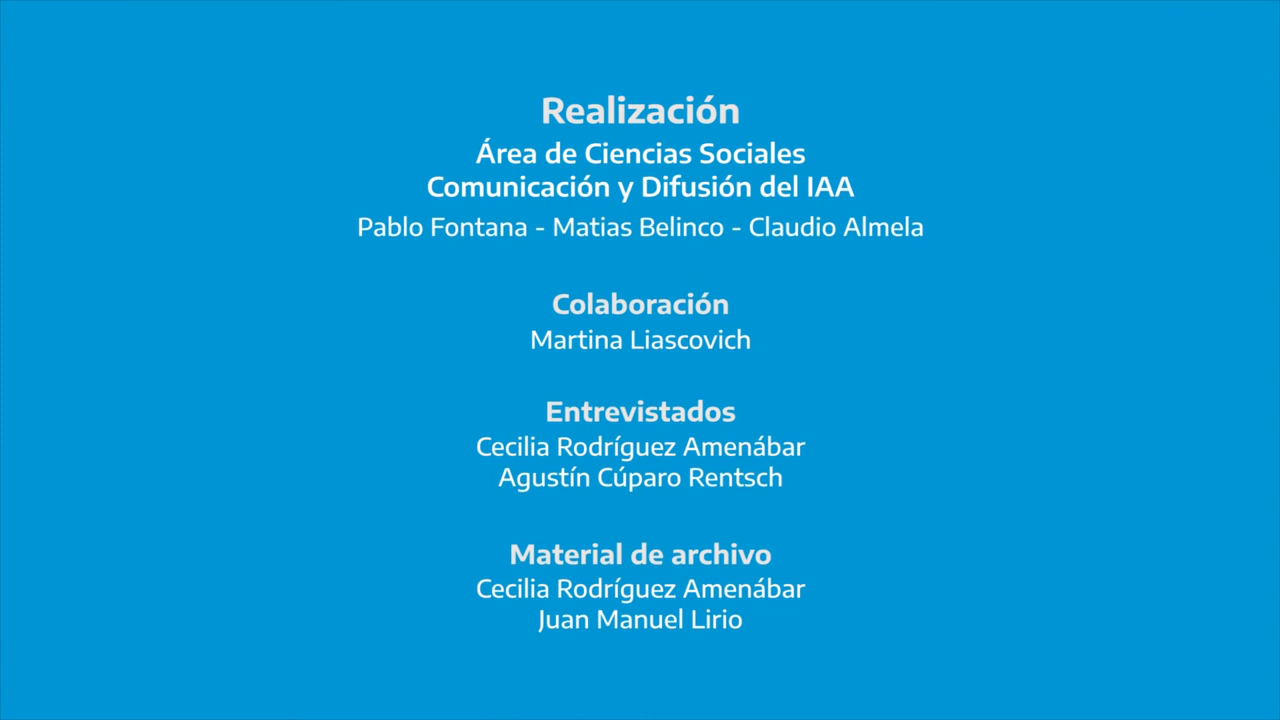 Realización
Área de Ciencias Sociales
Comunicación y Difusión del IAA
Pablo Fontana - Matias Belinco - Claudio Almela
Colaboración
Martina Liascovich
Entrevistados
Cecilia Rodríguez Amenábar
Agustín Cúparo Rentsch
Material de archivo
Cecilia Rodríguez Amenábar
Juan Manuel Lirio